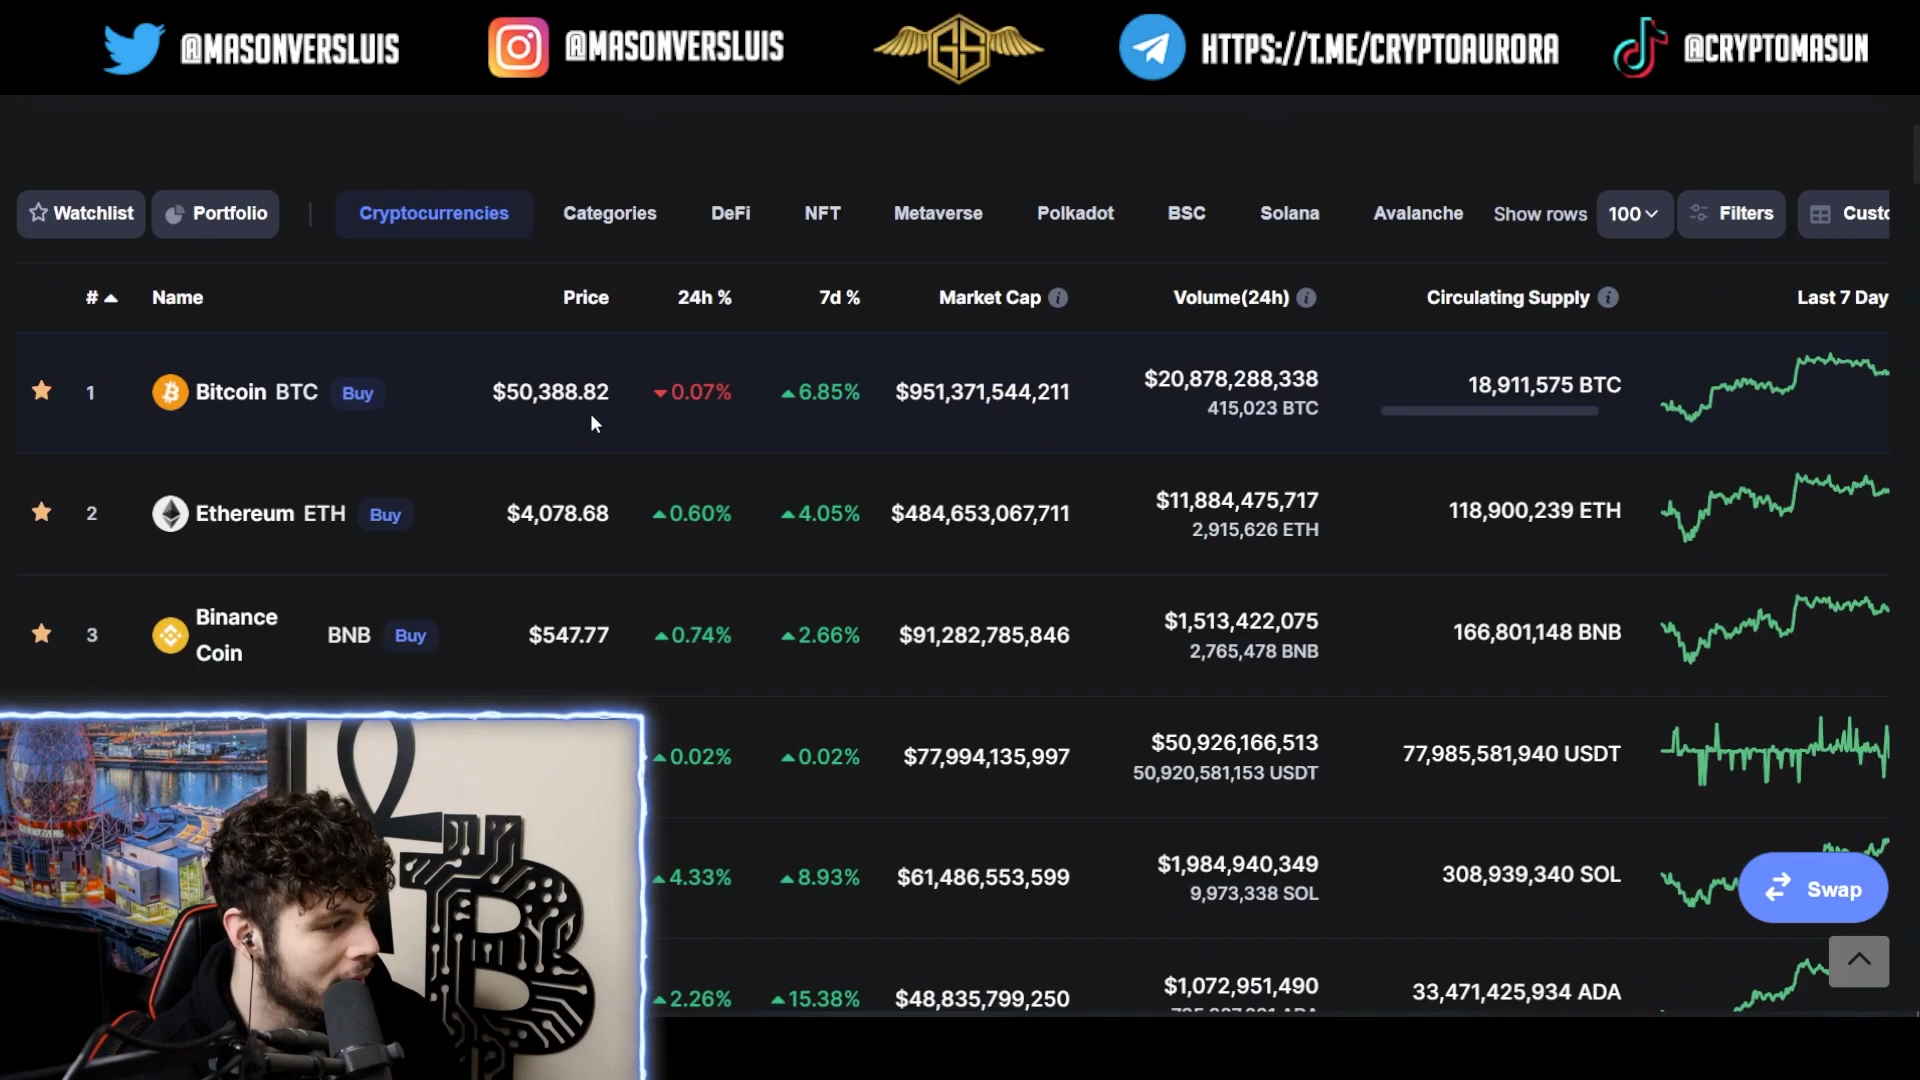 @MASONVERSLUIS @MASONVERSLUIS GS HTTPS://T.ME/CRYPTOAURORA @CRYPTOMASUN
Watchlist Portfolio Cryptocurrencies Categories DeFi NFT Metaverse Polkadot BSC Solana Avalanche Show rows 100 Filters Custo
# Name Price 24h % 7d % Market Cap Volume(24h) Circulating Supply Last 7 Day
1 Bitcoin BTC Buy $50,388.82 0.07% 6.85% $951,371,544,211 $20,878,288,338 18,911,575 BTC
415,023 BTC
2 Ethereum ETH Buy $4,078.68 0.60% 4.05% $484,653,067,711 $11,884,475,717 118,900,239 ETH
2,915,626 ETH
3 Binance Coin BNB Buy $547.77 0.74% 2.66% $91,282,785,846 $1,513,422,075 166,801,148 BNB
2,765,478 BNB
0.02% 0.02% $77,994,135,997 $50,926,166,513 77,985,581,940 USDT
50,920,581,153 USDT
4.33% 8.93% $61,486,553,599 $1,984,940,349 308,939,340 SOL
9,973,338 SOL
Swap
2.26% 15.38% $48,835,799,250 $1,072,951,490 33,471,425,934 ADA